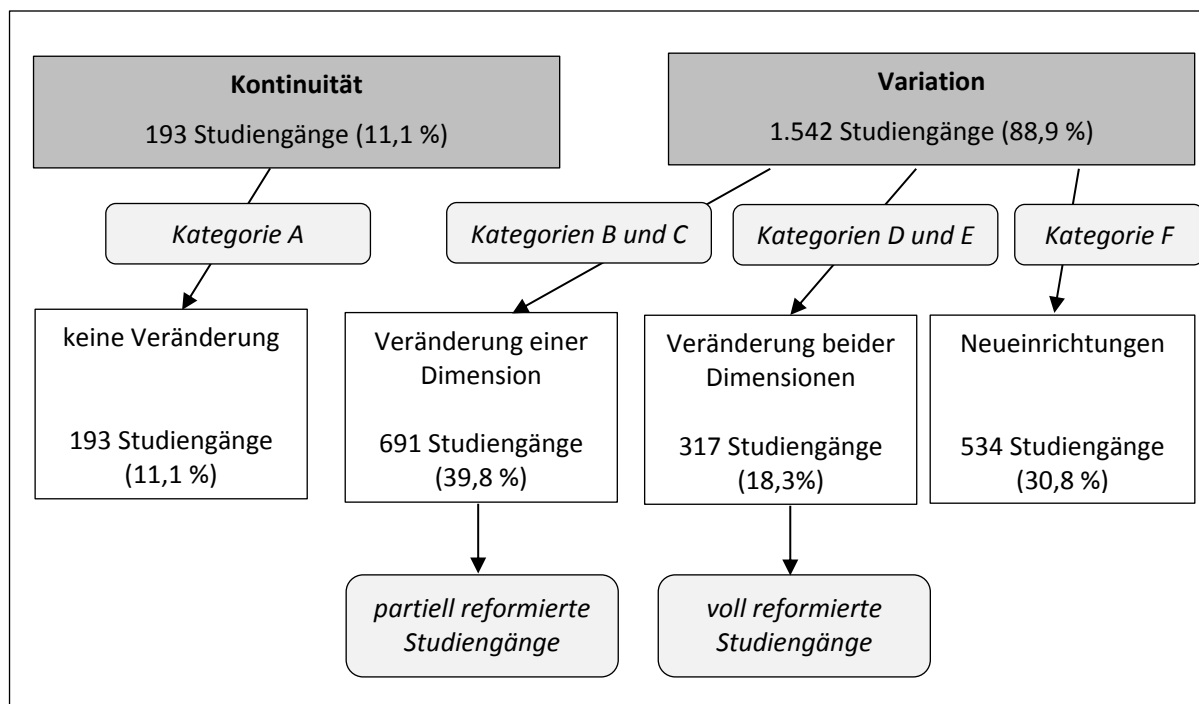 Kontinuität
193 Studiengänge (11,1 %)
Variation
1.542 Studiengänge (88,9 %)
Kategorie A
Kategorien B und C
Kategorien D und E
Kategorie F
keine Veränderung
193 Studiengänge
(11,1 %)
Veränderung einer
Dimension
691 Studiengänge
(39,8 %)
Veränderung beider
Dimensionen
317 Studiengänge
(18,3%)
Neueinrichtungen
534 Studiengänge
(30,8 %)
partiell reformierte
Studiengänge
voll reformierte
Studiengänge